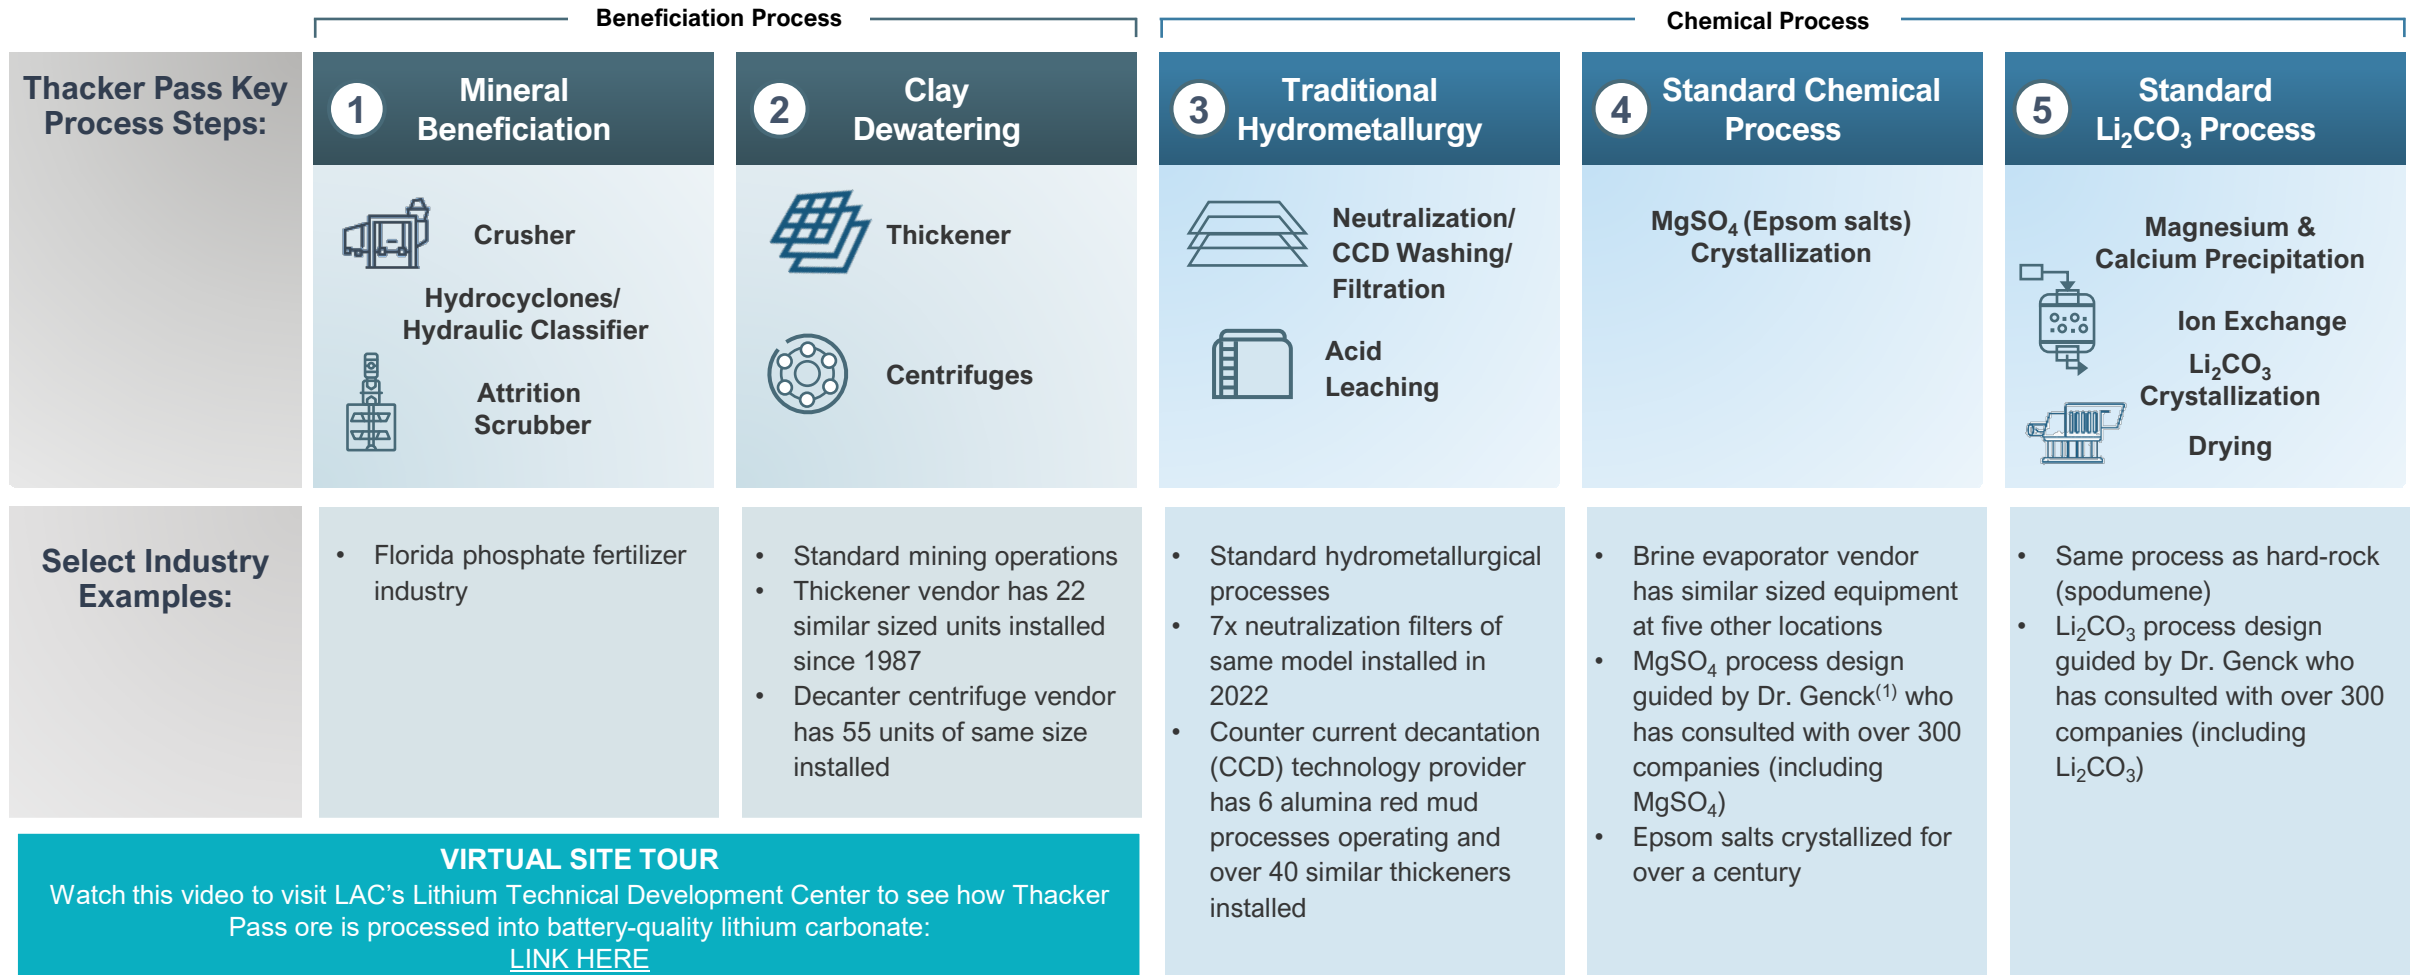 Beneficiation Process
Chemical Process
Thacker Pass Key
Process Steps:
1
Mineral
Beneficiation
2
Clay
Dewatering
3
Traditional
Hydrometallurgy
4
Standard Chemical
Process
5
Standard
Li₂CO₃ Process
Crusher
Hydrocyclones/
Hydraulic Classifier
Attrition
Scrubber
Thickener
Centrifuges
Neutralization/
CCD Washing/
Filtration
Acid
Leaching
MgSO₄ (Epsom salts)
Crystallization
Magnesium &
Calcium Precipitation
Ion Exchange
Li₂CO₃
Crystallization
Drying
Select Industry
Examples:
• Florida phosphate fertilizer
industry
• Standard mining operations
• Thickener vendor has 22
similar sized units installed
since 1987
• Decanter centrifuge vendor
has 55 units of same size
installed
• Standard hydrometallurgical
processes
• 7x neutralization filters of
same model installed in
2022
• Counter current decantation
(CCD) technology provider
has 6 alumina red mud
processes operating and
over 40 similar thickeners
installed
• Brine evaporator vendor
has similar sized equipment
at five other locations
• MgSO₄ process design
guided by Dr. Genck⁽¹⁾ who
has consulted with over 300
companies (including
MgSO₄)
• Epsom salts crystallized for
over a century
• Same process as hard-rock
(spodumene)
• Li₂CO₃ process design
guided by Dr. Genck who
has consulted with over 300
companies (including
Li₂CO₃)
VIRTUAL SITE TOUR
Watch this video to visit LAC's Lithium Technical Development Center to see how Thacker
Pass ore is processed into battery-quality lithium carbonate:
LINK HERE